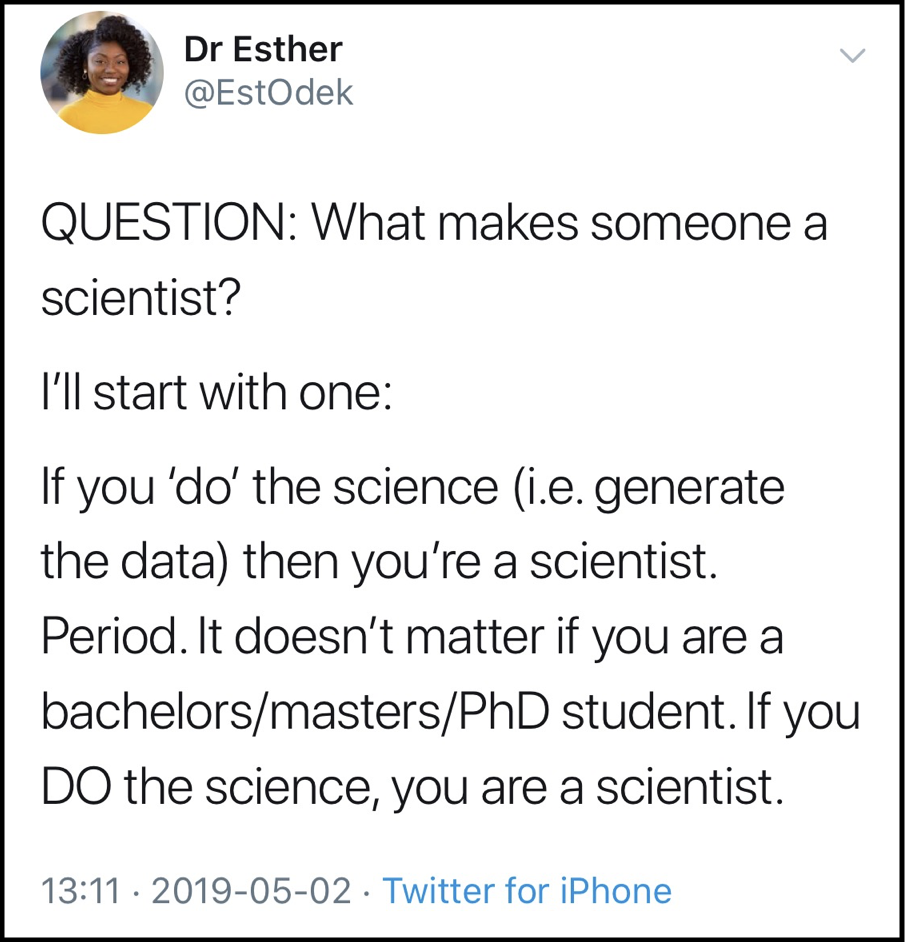 Dr Esther
@EstOdek
QUESTION: What makes someone a
scientist?
I’ll start with one:
If you ‘do’ the science (i.e. generate
the data) then you’re a scientist.
Period. It doesn’t matter if you are a
bachelors/masters/PhD student. If you
DO the science, you are a scientist.
13:11 · 2019-05-02 · Twitter for iPhone